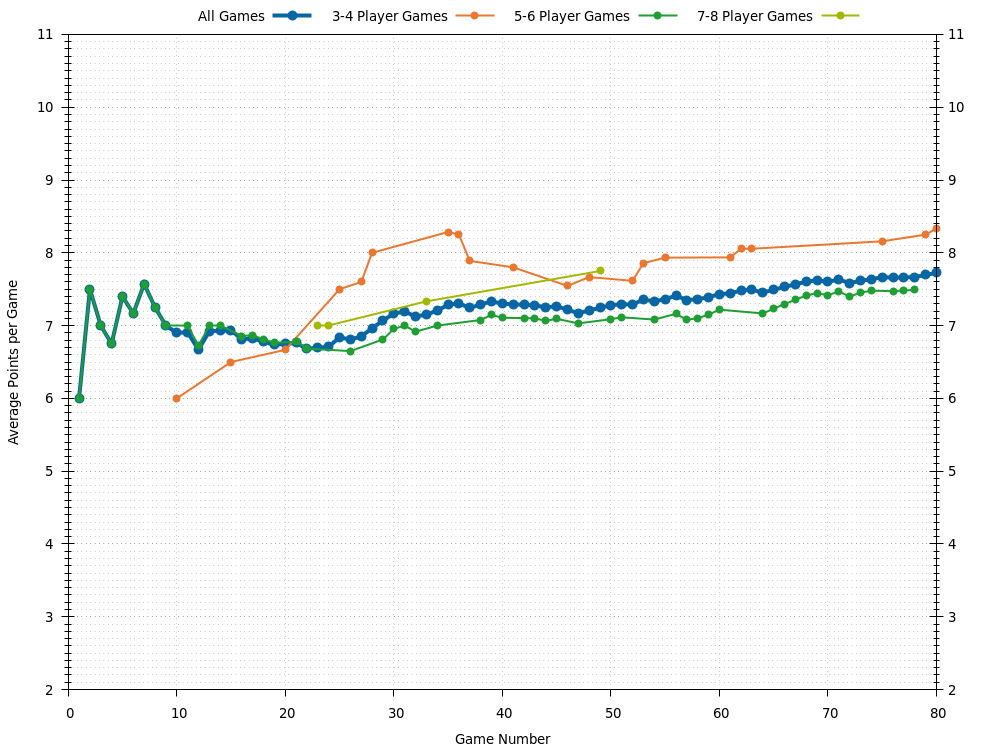 All Games 3-4 Player Games 5-6 Player Games 7-8 Player Games
11 11
10 10
9 9
8 8
7 7
6 6
5 5
4 4
3 3
2 2
Average Points per Game
0 10 20 30 40 50 60 70 80
Game Number